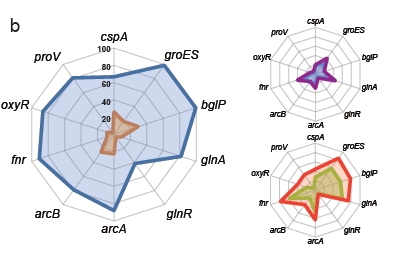 b
cspA
groES
bglP
glnA
glnR
arcA
arcB
fnr
oxyR
proV
100
80
60
40
20
0
cspA
groES
bglP
glnA
glnR
arcA
arcB
fnr
oxyR
proV
cspA
groES
bglP
glnA
glnR
arcA
arcB
fnr
oxyR
proV